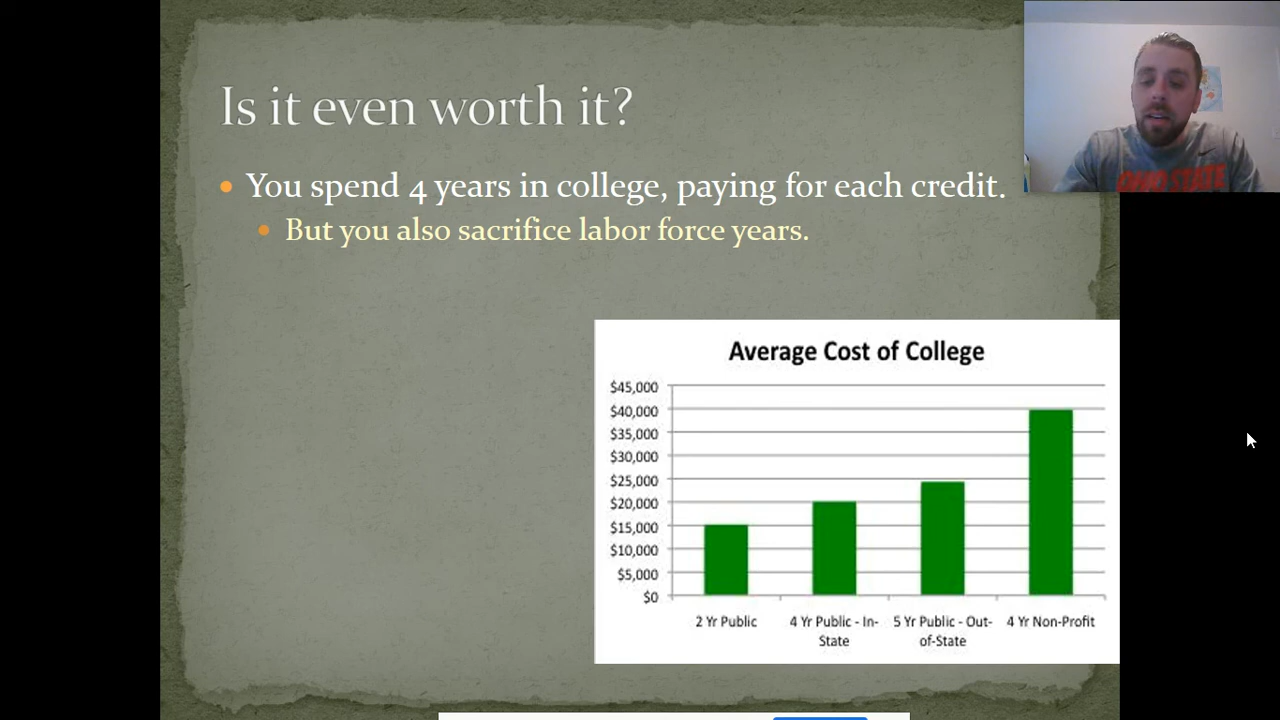 Is it even worth it?
You spend 4 years in college, paying for each credit.
But you also sacrifice labor force years.
OHIO STATE
Average Cost of College
$45,000
$40,000
$35,000
$30,000
$25,000
$20,000
$15,000
$10,000
$5,000
$0
2 Yr Public
4 Yr Public - In-
State
5 Yr Public - Out-
of-State
4 Yr Non-Profit